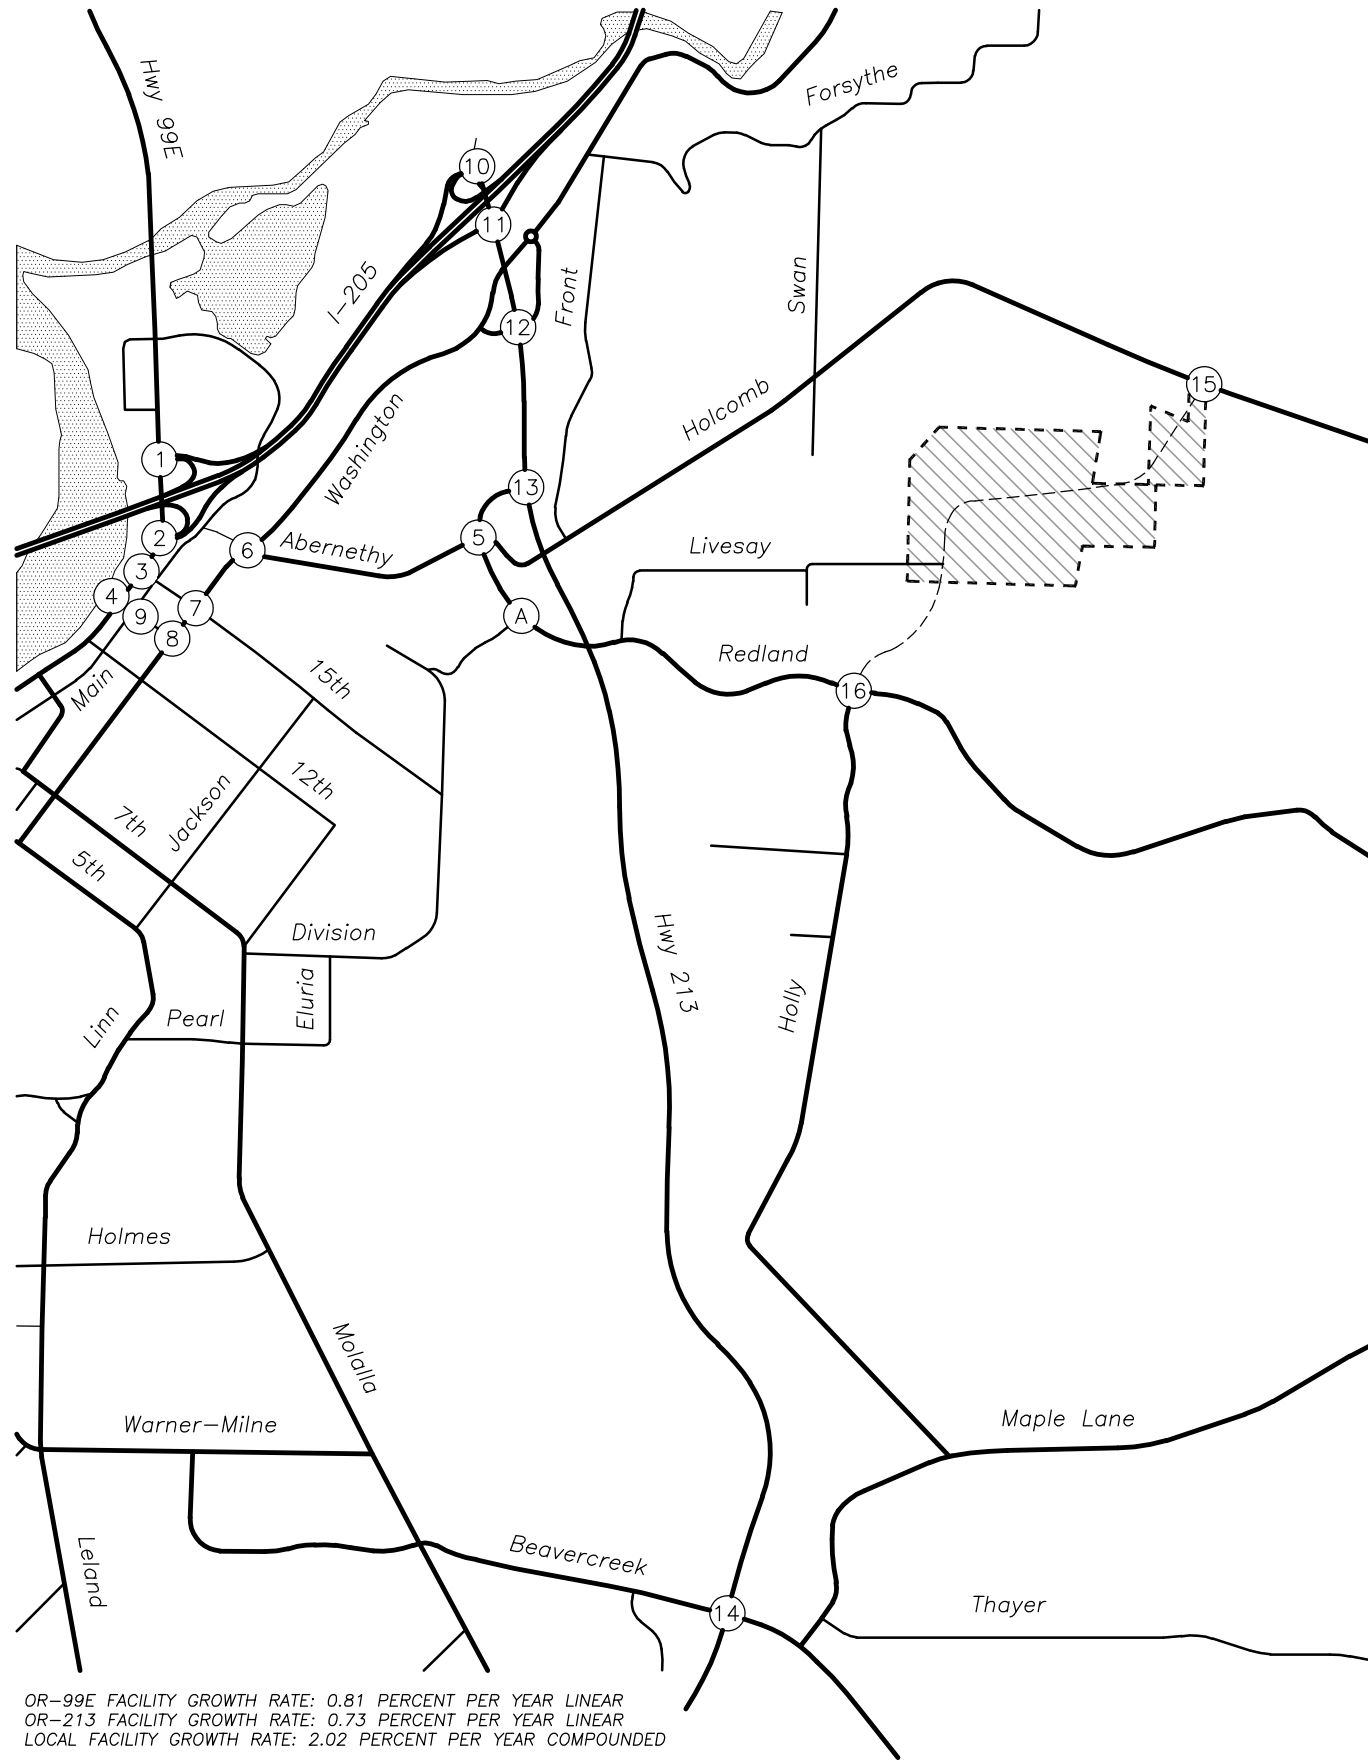 Hwy 99E
Forsythe
10
11
I-205
Front
Swan
12
15
Washington
Holcomb
1
13
2
5
6
Abernethy
Livesay
3
4
9
7
A
8
Redland
15th
Main
16
12th
Jackson
7th
5th
Division
Hwy 213
Eluria
Holly
Linn
Pearl
Holmes
Molalla
Warner-Milne
Maple Lane
Leland
Beavercreek
14
Thayer
OR-99E FACILITY GROWTH RATE: 0.81 PERCENT PER YEAR LINEAR
OR-213 FACILITY GROWTH RATE: 0.73 PERCENT PER YEAR LINEAR
LOCAL FACILITY GROWTH RATE: 2.02 PERCENT PER YEAR COMPOUNDED